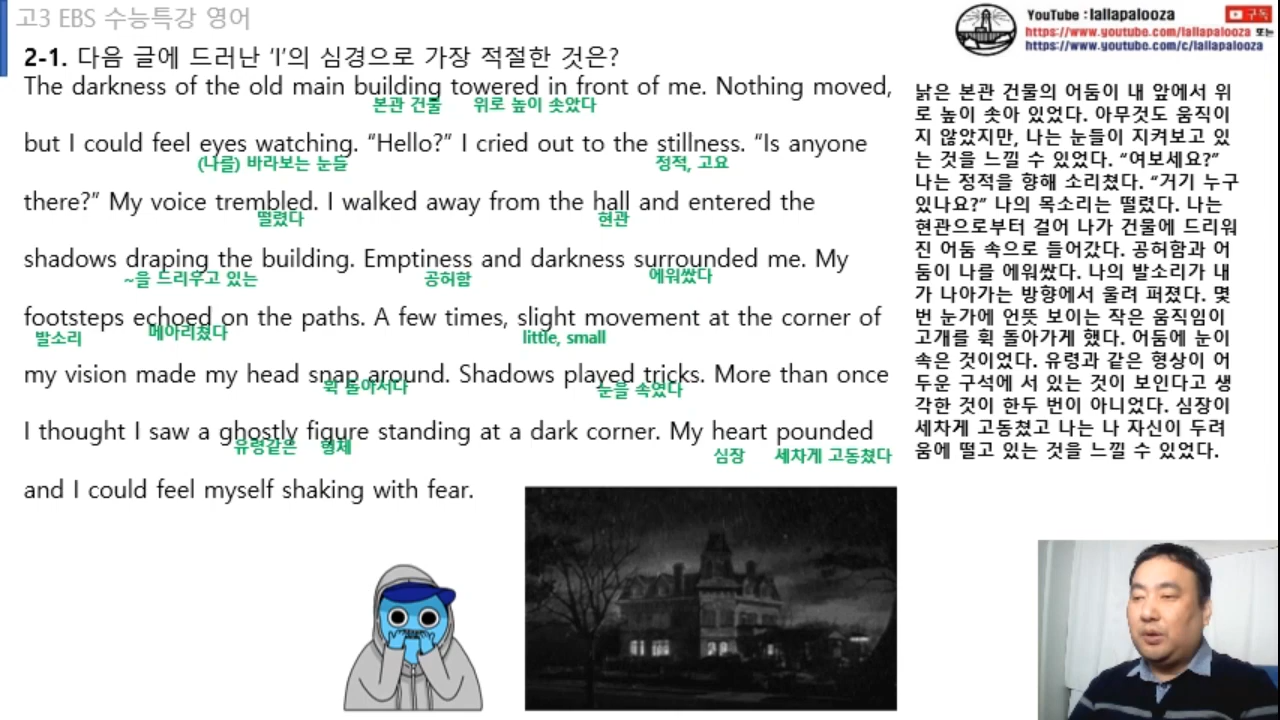 고3 EBS 수능특강 영어
YouTube : lallapalooza
구독
https://www.youtube.com/lallapalooza 또는
https://www.youtube.com/c/lallapalooza
2-1. 다음 글에 드러난 ‘I’의 심경으로 가장 적절한 것은?
The darkness of the old main building towered in front of me. Nothing moved,
본관 건물 위로 높이 솟았다
but I could feel eyes watching. “Hello?” I cried out to the stillness. “Is anyone
(나를) 바라보는 눈들 정적, 고요
there?” My voice trembled. I walked away from the hall and entered the
떨렸다 현관
shadows draping the building. Emptiness and darkness surrounded me. My
~을 드리우고 있는 공허함 에워쌌다
footsteps echoed on the paths. A few times, slight movement at the corner of
발소리 메아리쳤다 little, small
my vision made my head snap around. Shadows played tricks. More than once
휙 돌아서다 눈을 속였다
I thought I saw a ghostly figure standing at a dark corner. My heart pounded
유령같은 형체 심장 세차게 고동쳤다
and I could feel myself shaking with fear.
낡은 본관 건물의 어둠이 내 앞에서 위
로 높이 솟아 있었다. 아무것도 움직이
지 않았지만, 나는 눈들이 지켜보고 있
는 것을 느낄 수 있었다. “여보세요?”
나는 정적을 향해 소리쳤다. “거기 누구
있나요?” 나의 목소리는 떨렸다. 나는
현관으로부터 걸어 나가 건물에 드리워
진 어둠 속으로 들어갔다. 공허함과 어
둠이 나를 에워쌌다. 나의 발소리가 내
가 나아가는 방향에서 울려 퍼졌다. 몇
번 눈가에 언뜻 보이는 작은 움직임이
고개를 휙 돌아가게 했다. 어둠에 눈이
속은 것이었다. 유령과 같은 형상이 어
두운 구석에 서 있는 것이 보인다고 생
각한 것이 한두 번이 아니었다. 심장이
세차게 고동쳤고 나는 나 자신이 두려
움에 떨고 있는 것을 느낄 수 있었다.